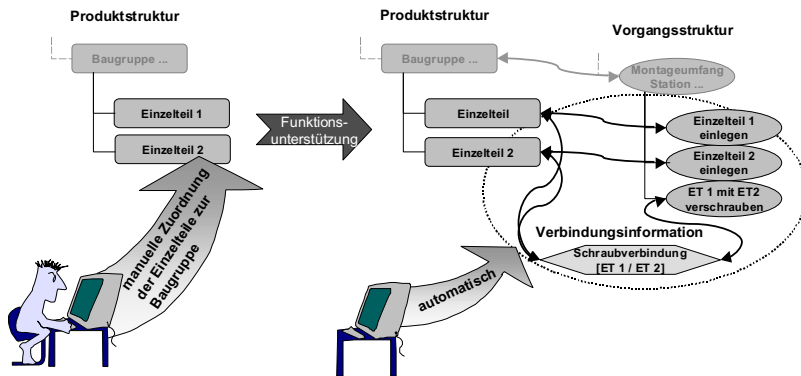 Produktstruktur
Baugruppe ...
Einzelteil 1
Einzelteil 2
manuelle Zuordnung
der Einzelteile zur
Baugruppe
Funktions-
unterstützung
Produktstruktur
Baugruppe ...
Einzelteil
Einzelteil 2
Vorgangsstruktur
Montageumfang
Station ...
Einzelteil 1
einlegen
Einzelteil 2
einlegen
ET 1 mit ET2
verschrauben
Verbindungsinformation
Schraubverbindung
[ET 1 / ET 2]
automatisch